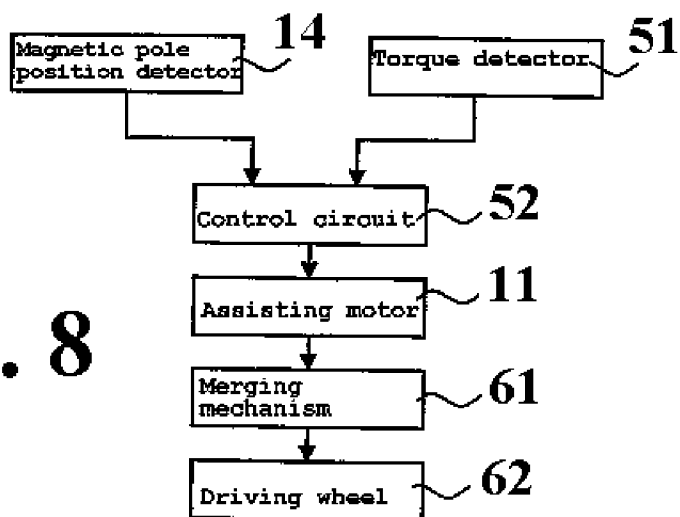 Magnetic pole
position detector
14
Torque detector
51
Control circuit
52
Assisting motor
11
. 8
Merging
mechanism
61
Driving wheel
62